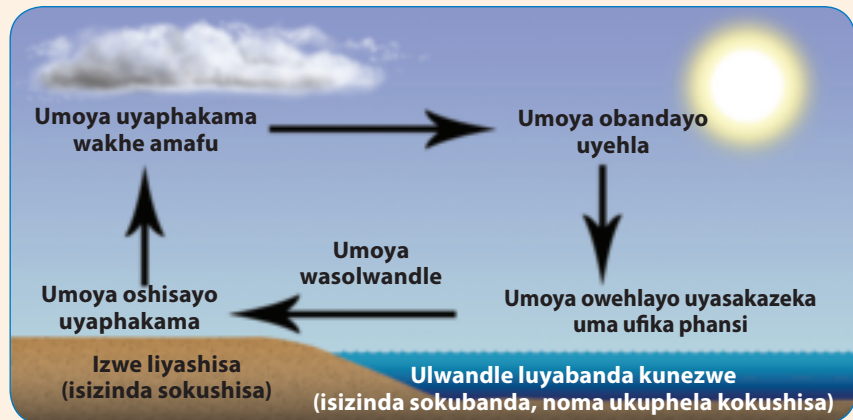 Umoya uyaphakama
wakhe amafu
Umoya obandayo
uyehla
Umoya
wasolwandle
Umoya oshisayo
uyaphakama
Umoya owehlayo uyasakazeka
uma ufika phansi
Izwe liyashisa
(isizinda sokushisa)
Ulwandle luyabanda kunezwe
(isizinda sokubanda, noma ukuphela kokushisa)